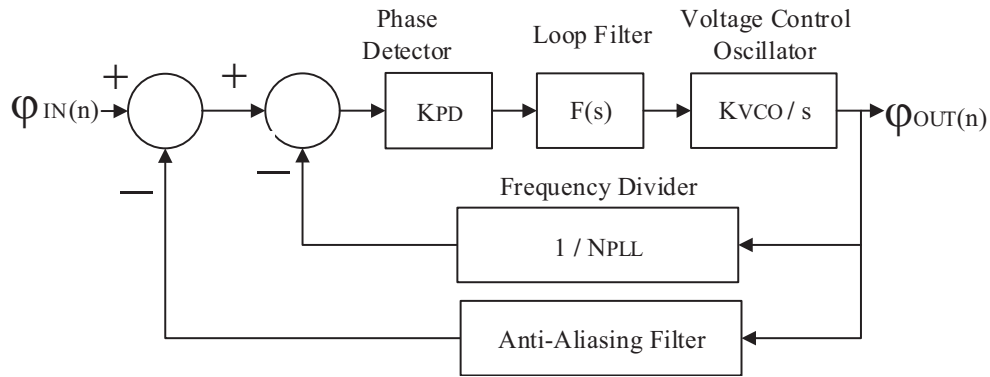 Phase
Detector
Loop Filter
Voltage Control
Oscillator
+
+
φIN(n)
KPD
F(s)
KVCO / s
φOUT(n)
—
—
Frequency Divider
1 / NPLL
Anti-Aliasing Filter